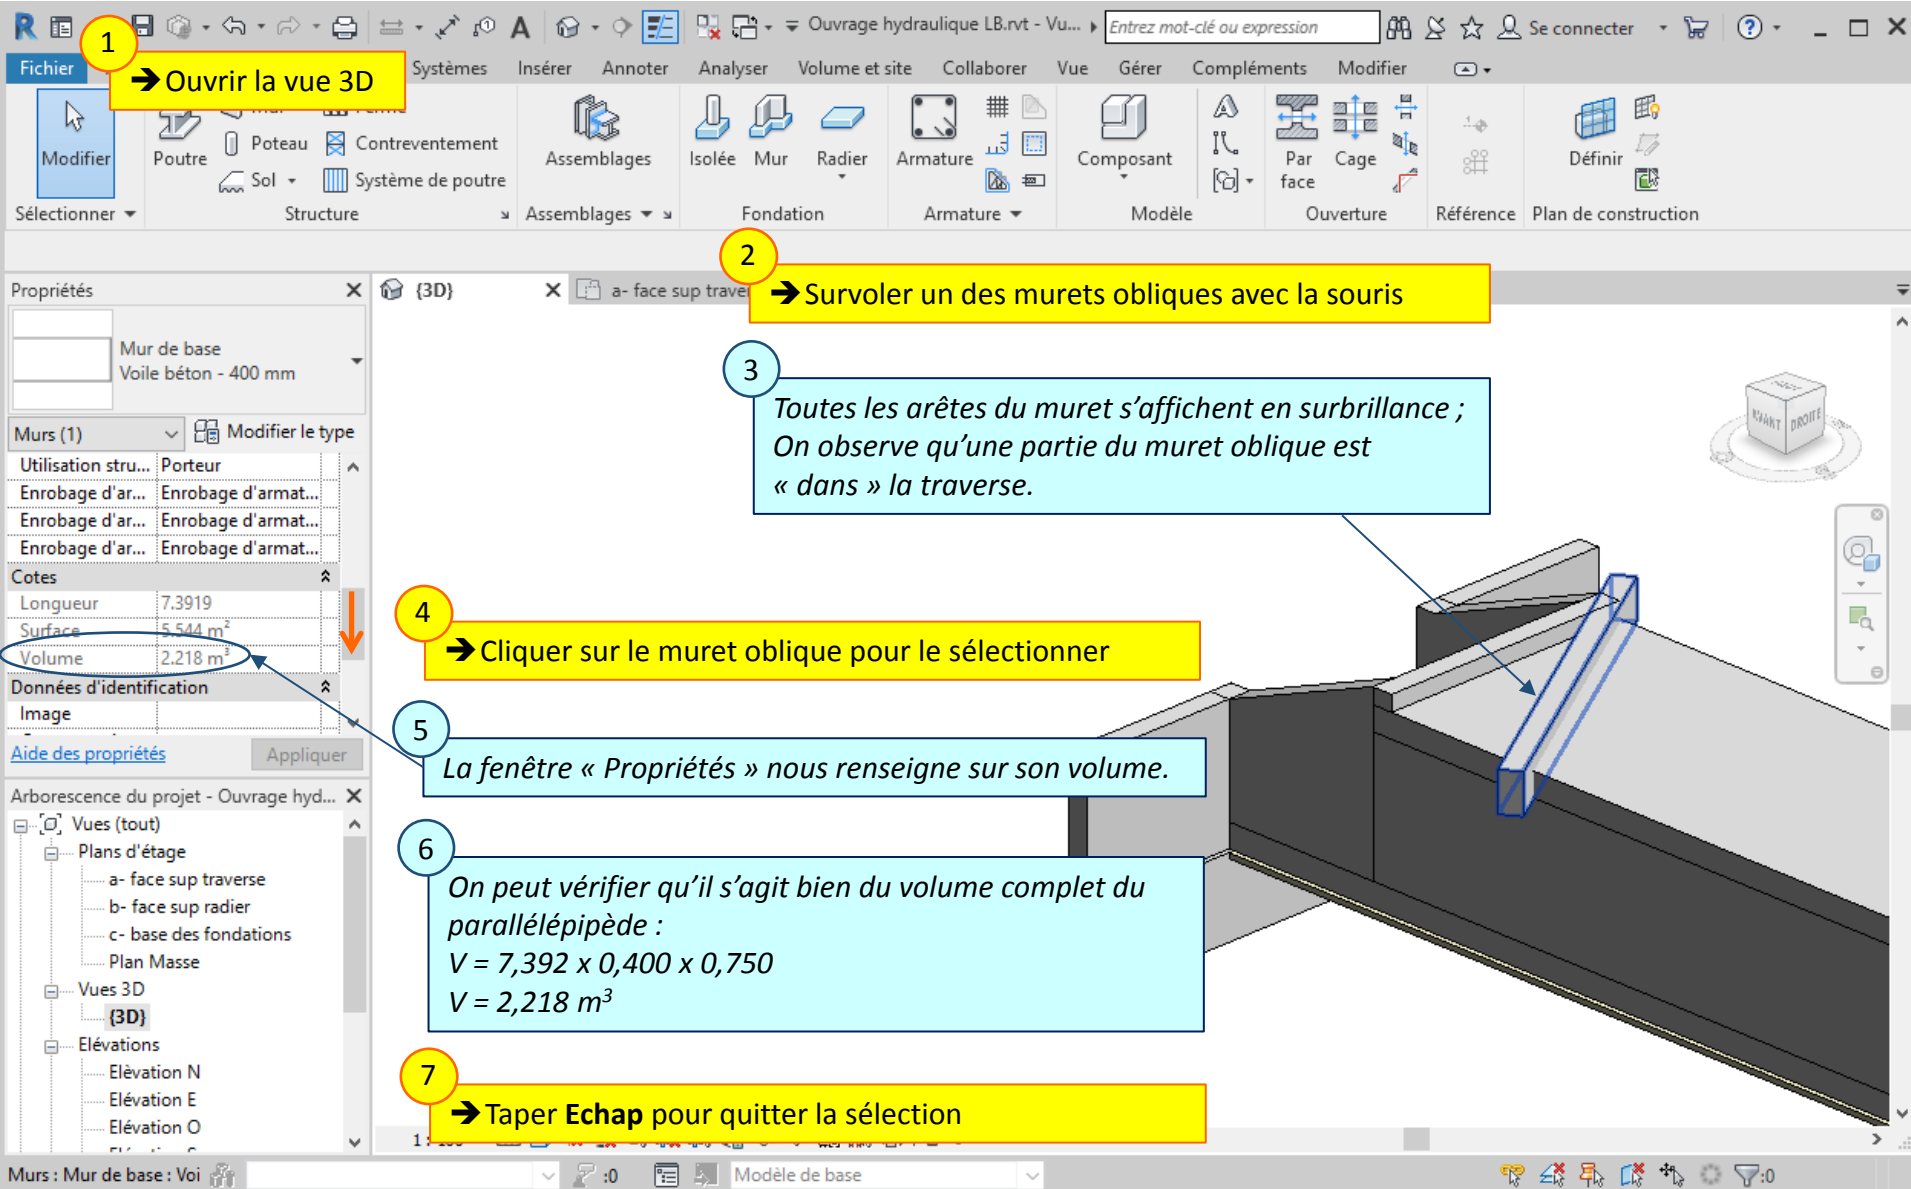 Ouvrage hydraulique LB.rvt - Vu...
Entrez mot-clé ou expression
Se connecter
1
➔ Ouvrir la vue 3D
Fichier
Systèmes
Insérer
Annoter
Analyser
Volume et site
Collaborer
Vue
Gérer
Compléments
Modifier
Modifier
Poutre
Poteau
Sol
Contreventement
Système de poutre
Assemblages
Isolée
Mur
Radier
Armature
Composant
Par face
Cage
Définir
Sélectionner
Structure
Assemblages
Fondation
Armature
Modèle
Ouverture
Référence
Plan de construction
2
➔ Survoler un des murets obliques avec la souris
Propriétés
{3D}
a- face sup traver
Mur de base
Voile béton - 400 mm
Murs (1)
Modifier le type
Utilisation stru... Porteur
Enrobage d'ar... Enrobage d'armat...
Enrobage d'ar... Enrobage d'armat...
Enrobage d'ar... Enrobage d'armat...
Cotes
Longueur 7.3919
Surface 5.544 m²
Volume 2.218 m³
Données d'identification
Image
Aide des propriétés
Appliquer
3
Toutes les arêtes du muret s’affichent en surbrillance ;
On observe qu’une partie du muret oblique est
« dans » la traverse.
AVANT
DROITE
4
➔ Cliquer sur le muret oblique pour le sélectionner
5
La fenêtre « Propriétés » nous renseigne sur son volume.
6
On peut vérifier qu’il s’agit bien du volume complet du
parallélépipède :
V = 7,392 x 0,400 x 0,750
V = 2,218 m³
7
➔ Taper Echap pour quitter la sélection
Arborescence du projet - Ouvrage hyd...
Vues (tout)
Plans d'étage
a- face sup traverse
b- face sup radier
c- base des fondations
Plan Masse
Vues 3D
{3D}
Elévations
Elèvation N
Elévation E
Elévation O
Murs : Mur de base : Voi
:0
Modèle de base
:0